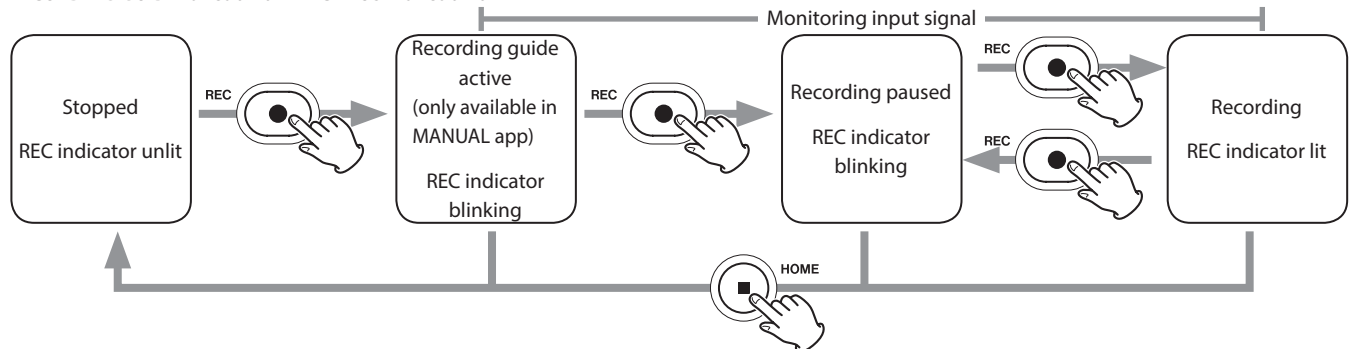 Monitoring input signal
Stopped
REC indicator unlit
REC
Recording guide
active
(only available in
MANUAL app)
REC indicator
blinking
REC
Recording paused
REC indicator
blinking
REC
REC
Recording
REC indicator lit
HOME